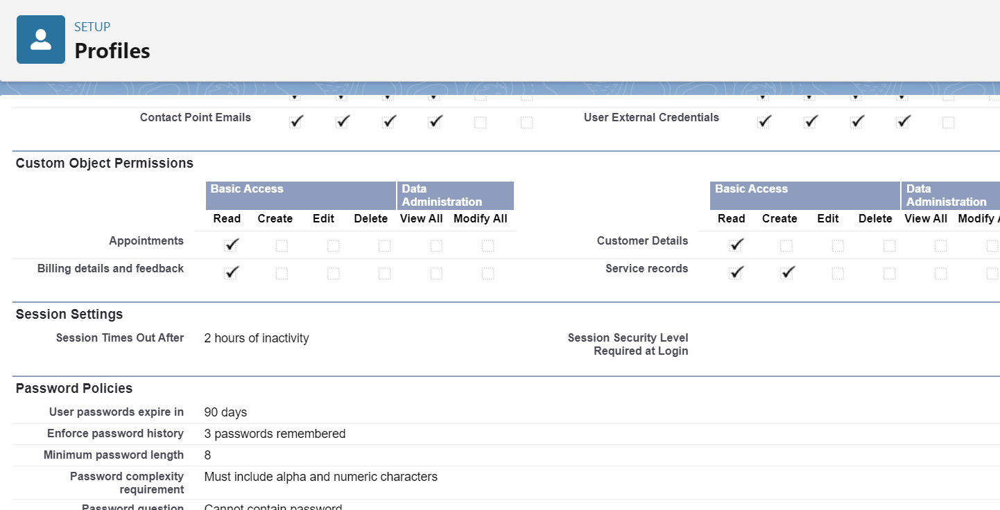 SETUP
Profiles
Contact Point Emails
User External Credentials
Custom Object Permissions
Basic Access
Data
Administration
Basic Access
Data
Administration
Read Create Edit Delete View All Modify All
Read Create Edit Delete View All Modify
Appointments
Customer Details
Billing details and feedback
Service records
Session Settings
Session Times Out After 2 hours of inactivity
Session Security Level
Required at Login
Password Policies
User passwords expire in 90 days
Enforce password history 3 passwords remembered
Minimum password length 8
Password complexity
requirement
Must include alpha and numeric characters
Password question Cannot contain password